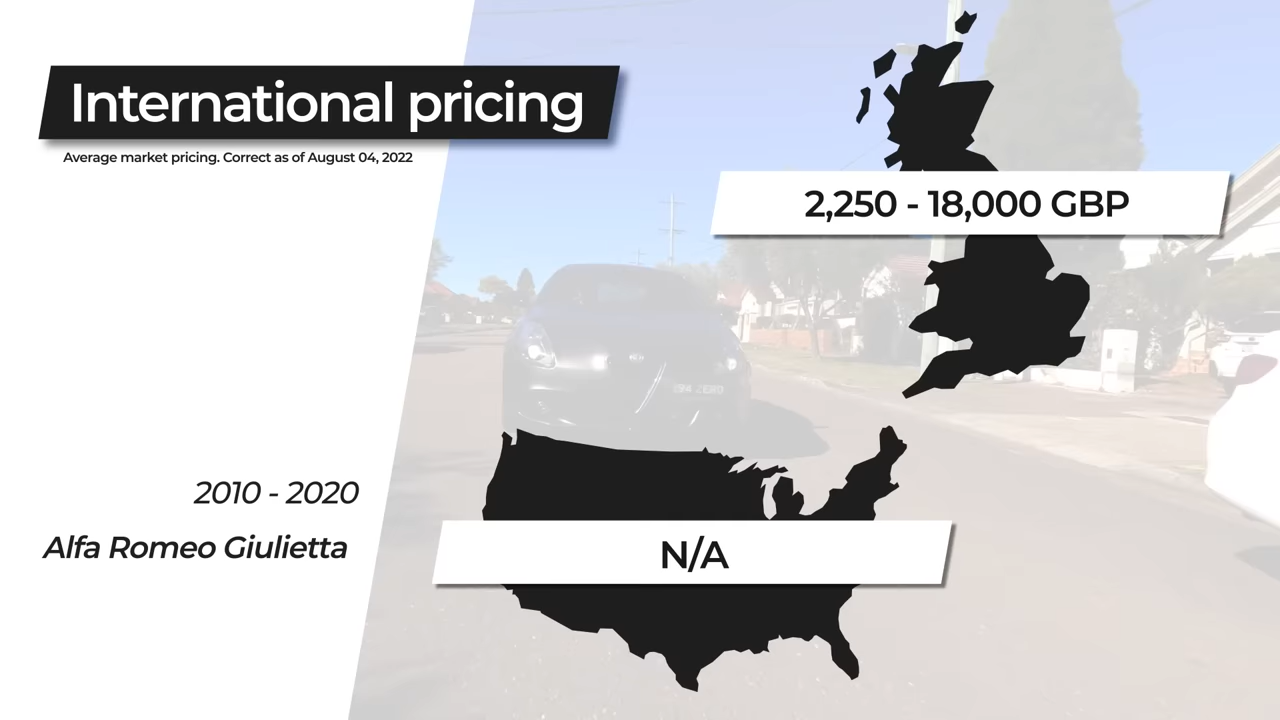 International pricing
Average market pricing. Correct as of August 04, 2022
2,250 - 18,000 GBP
2010 - 2020
Alfa Romeo Giulietta
N/A